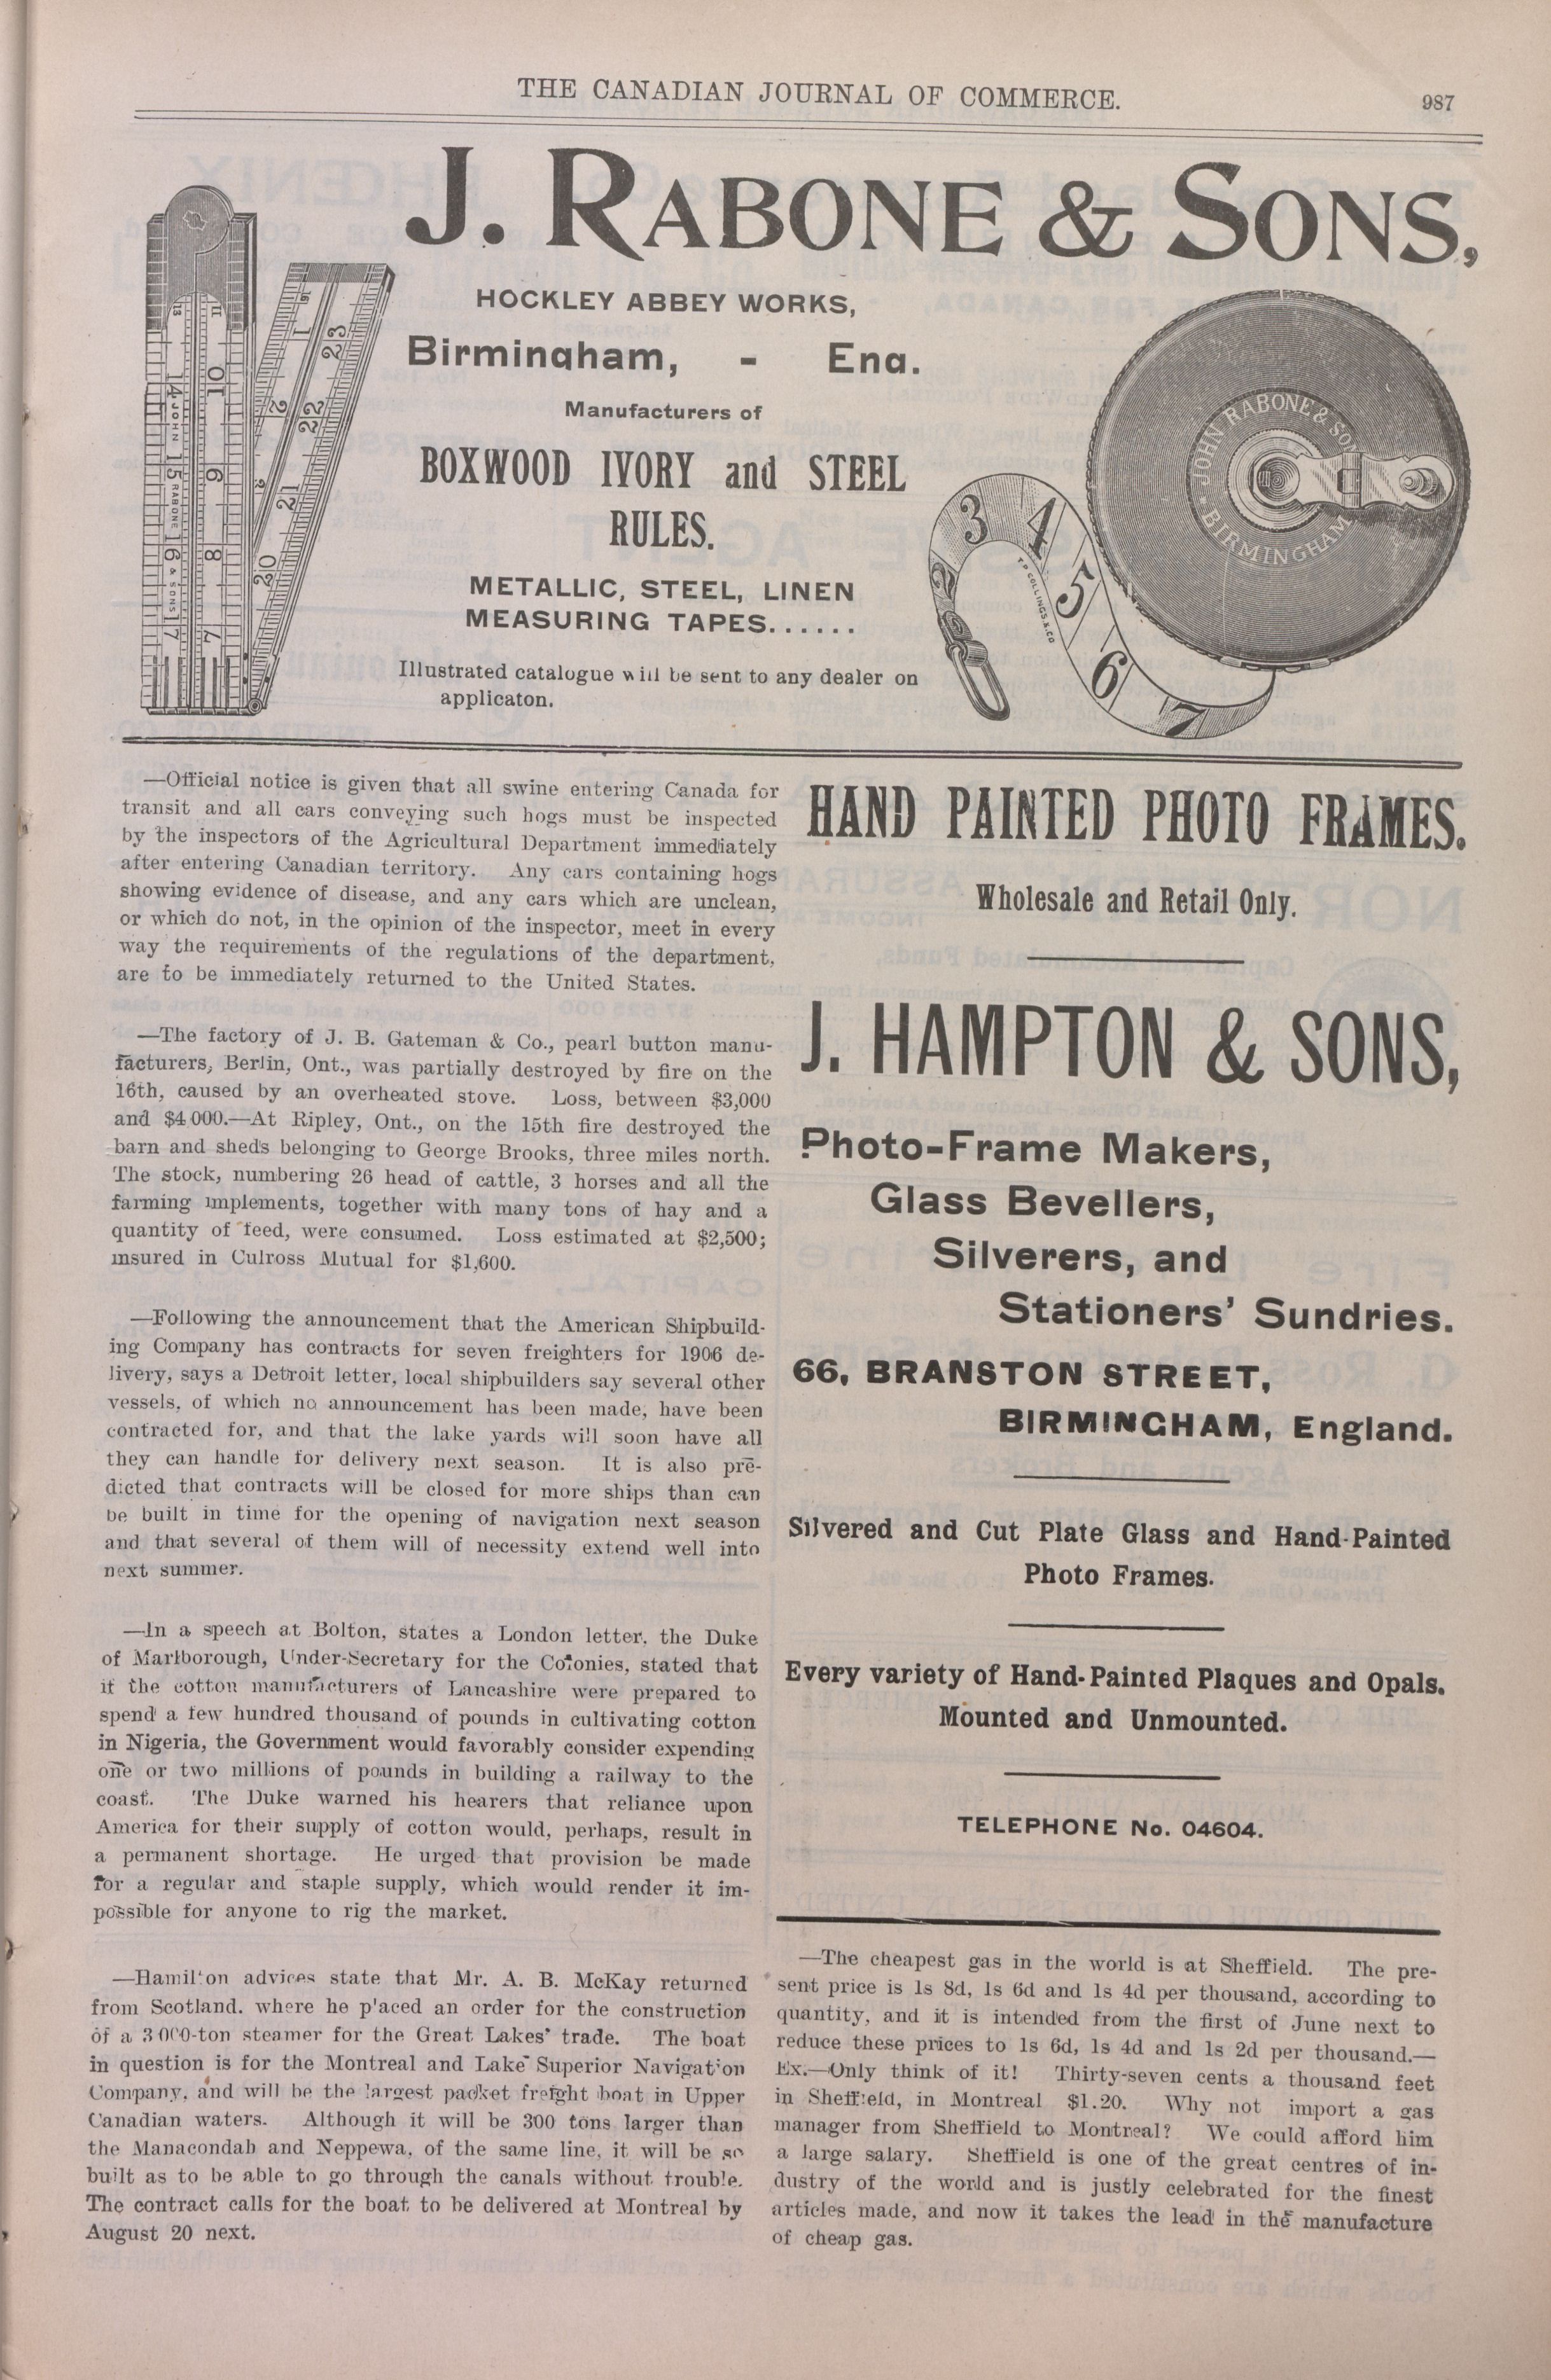 THE CANADIAN JOURNAL OF COMMERCE.
987
J. RABONE & SONS,
HOCKLEY ABBEY WORKS,
Birmingham, - Eng.
Manufacturers of
BOXWOOD IVORY and STEEL
RULES.
METALLIC, STEEL, LINEN
MEASURING TAPES......
Illustrated catalogue will be sent to any dealer on
applicaton.
JOHN RABONE & SONS
13 14 15 16 17
11 10 9 8 7
1 2
23 22 21 20
JOHN RABONE & SONS
BIRMINGHAM
2 3 4 5 6 7
T P COLLINGS & CO
—Official notice is given that all swine entering Canada for
transit and all cars conveying such hogs must be inspected
by the inspectors of the Agricultural Department immediately
after entering Canadian territory. Any cars containing hogs
showing evidence of disease, and any cars which are unclean,
or which do not, in the opinion of the inspector, meet in every
way the requirements of the regulations of the department,
are to be immediately returned to the United States.
—The factory of J. B. Gateman & Co., pearl button manu-
facturers, Berlin, Ont., was partially destroyed by fire on the
16th, caused by an overheated stove. Loss, between $3,000
and $4 000.—At Ripley, Ont., on the 15th fire destroyed the
barn and sheds belonging to George Brooks, three miles north.
The stock, numbering 26 head of cattle, 3 horses and all the
farming implements, together with many tons of hay and a
quantity of feed, were consumed. Loss estimated at $2,500;
insured in Culross Mutual for $1,600.
—Following the announcement that the American Shipbuild-
ing Company has contracts for seven freighters for 1906 de-
livery, says a Detroit letter, local shipbuilders say several other
vessels, of which no announcement has been made, have been
contracted for, and that the lake yards will soon have all
they can handle for delivery next season. It is also pre-
dicted that contracts will be closed for more ships than can
be built in time for the opening of navigation next season
and that several of them will of necessity extend well into
next summer.
—In a speech at Bolton, states a London letter, the Duke
of Marlborough, Under-Secretary for the Colonies, stated that
if the cotton manufacturers of Lancashire were prepared to
spend a few hundred thousand of pounds in cultivating cotton
in Nigeria, the Government would favorably consider expending
one or two millions of pounds in building a railway to the
coast. The Duke warned his hearers that reliance upon
America for their supply of cotton would, perhaps, result in
a permanent shortage. He urged that provision be made
for a regular and staple supply, which would render it im-
possible for anyone to rig the market.
—Hamilton advices state that Mr. A. B. McKay returned
from Scotland. where he placed an order for the construction
of a 3 000-ton steamer for the Great Lakes' trade. The boat
in question is for the Montreal and Lake Superior Navigation
Company, and will be the largest packet freight boat in Upper
Canadian waters. Although it will be 300 tons larger than
the Manacondah and Neppewa, of the same line, it will be so
built as to be able to go through the canals without trouble.
The contract calls for the boat to be delivered at Montreal by
August 20 next.
HAND PAINTED PHOTO FRAMES.
Wholesale and Retail Only.
J. HAMPTON & SONS,
Photo-Frame Makers,
Glass Bevellers,
Silverers, and
Stationers' Sundries.
66, BRANSTON STREET,
BIRMINGHAM, England.
Silvered and Cut Plate Glass and Hand-Painted
Photo Frames.
Every variety of Hand-Painted Plaques and Opals.
Mounted and Unmounted.
TELEPHONE No. 04604.
—The cheapest gas in the world is at Sheffield. The pre-
sent price is 1s 8d, 1s 6d and 1s 4d per thousand, according to
quantity, and it is intended from the first of June next to
reduce these prices to 1s 6d, 1s 4d and 1s 2d per thousand.—
Ex.—Only think of it! Thirty-seven cents a thousand feet
in Sheffield, in Montreal $1.20. Why not import a gas
manager from Sheffield to Montreal? We could afford him
a large salary. Sheffield is one of the great centres of in-
dustry of the world and is justly celebrated for the finest
articles made, and now it takes the lead in the manufacture
of cheap gas.